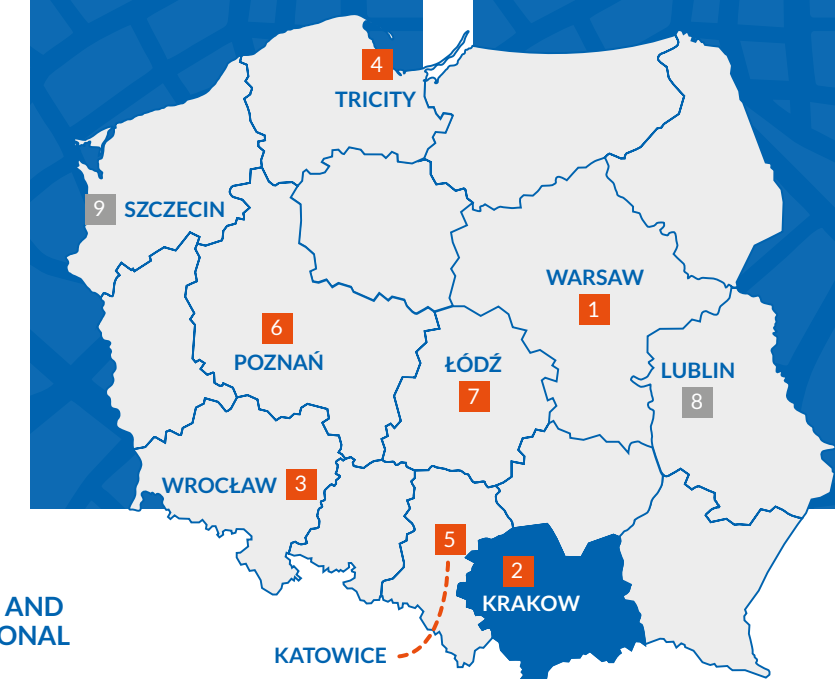 4
TRICITY
9 SZCZECIN
WARSAW
1
6
POZNAŃ
ŁÓDŹ
7
LUBLIN
8
WROCŁAW 3
5
2
KRAKOW
KATOWICE
AND
ONAL